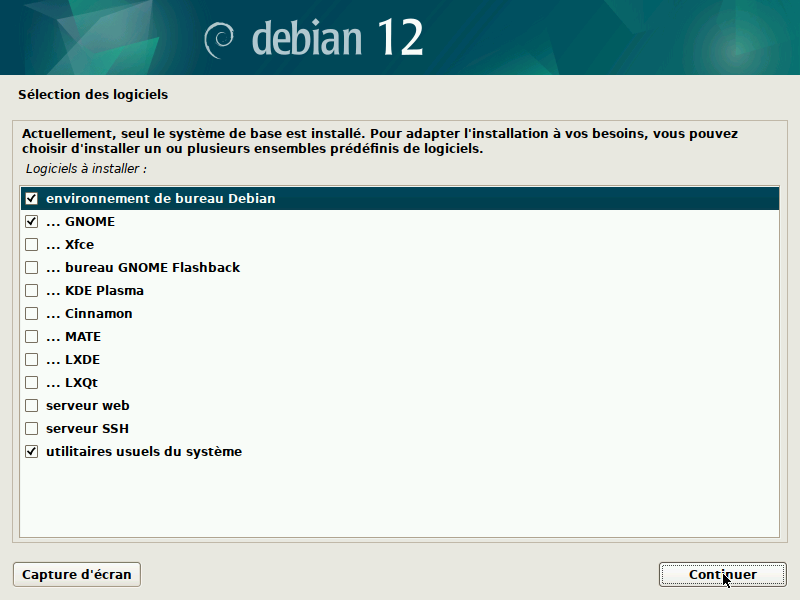 debian 12
Sélection des logiciels
Actuellement, seul le système de base est installé. Pour adapter l'installation à vos besoins, vous pouvez
choisir d'installer un ou plusieurs ensembles prédéfinis de logiciels.
Logiciels à installer :
environnement de bureau Debian
... GNOME
... Xfce
... bureau GNOME Flashback
... KDE Plasma
... Cinnamon
... MATE
... LXDE
... LXQt
serveur web
serveur SSH
utilitaires usuels du système
Capture d'écran
Continuer